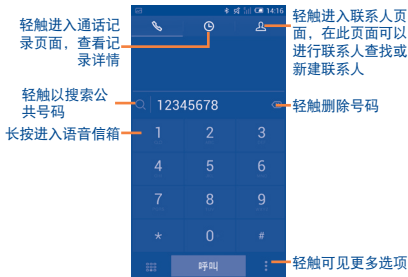 轻触进入通话记
录页面，查看记
录详情
轻触进入联系人页
面，在此页面可以
进行联系人查找或
新建联系人
14:16
轻触以搜索公
共号码
12345678
轻触删除号码
长按进入语音信箱
1 2 3
4 5 6
7 8 9
* 0 #
呼叫
轻触可见更多选项